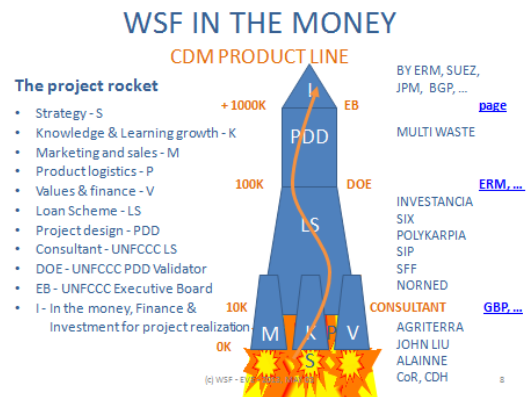 WSF IN THE MONEY
CDM PRODUCT LINE
The project rocket
• Strategy - S
• Knowledge & Learning growth - K
• Marketing and sales - M
• Product logistics - P
• Values & finance - V
• Loan Scheme - LS
• Project design - PDD
• Consultant - UNFCCC LS
• DOE - UNFCCC PDD Validator
• EB - UNFCCC Executive Board
• I - In the money, Finance &
Investment for project realization
+ 1000K
100K
10K
0K
I
PDD
LS
M
K
P
V
S
EB
DOE
CONSULTANT
BY ERM, SUEZ,
JPM, BGP, ...
page
MULTI WASTE
ERM, ...
INVESTANCIA
SIX
POLYKARPIA
SIP
SFF
NORNED
GBP, ...
AGRITERRA
JOHN LIU
ALAINNE
CoR, CDH
(c) WSF - EVE
8